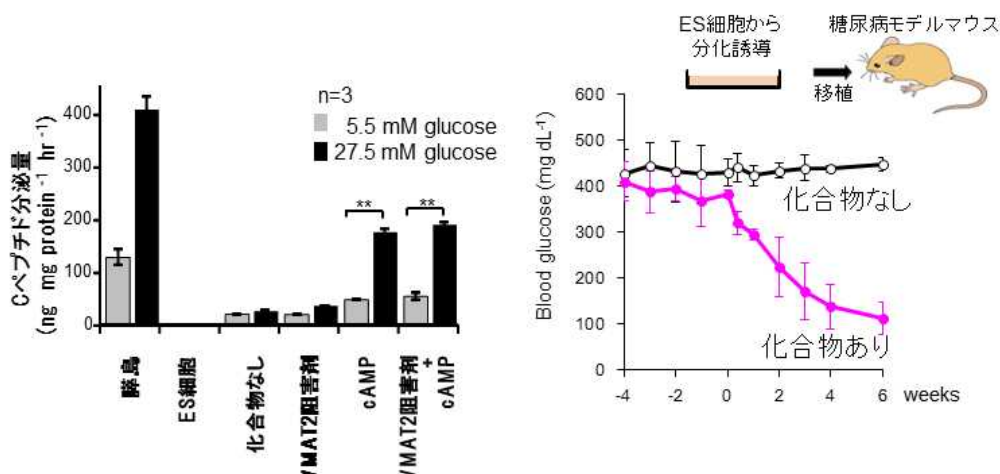 n=3
5.5 mM glucose
27.5 mM glucose
Cペプチド分泌量
(ng mg protein⁻¹ hr⁻¹)
400
300
200
100
0
**
**
膵島
ES細胞
化合物なし
VMAT2阻害剤
cAMP
VMAT2阻害剤
+
cAMP
ES細胞から
分化誘導
移植
糖尿病モデルマウス
Blood glucose (mg dL⁻¹)
600
500
400
300
200
100
0
化合物なし
化合物あり
-4
-2
0
2
4
6
weeks